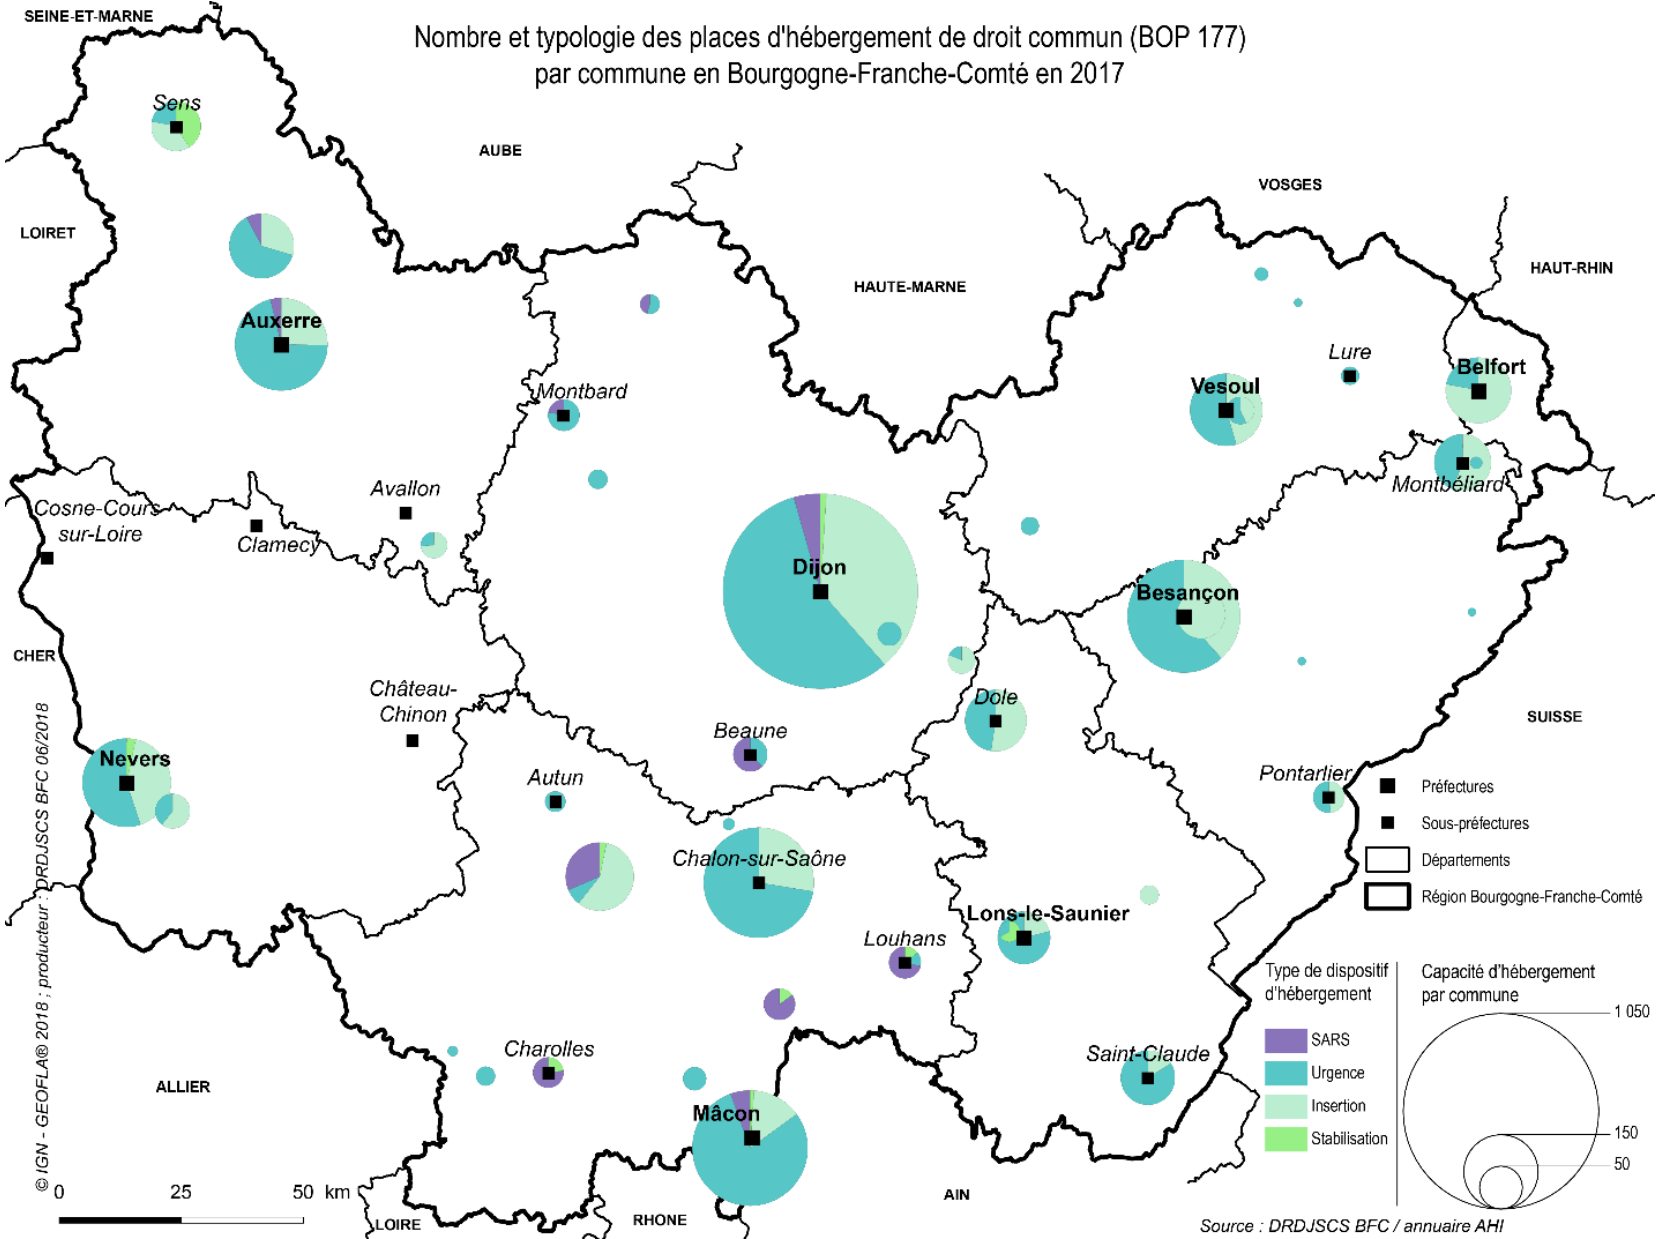 Nombre et typologie des places d'hébergement de droit commun (BOP 177)
par commune en Bourgogne-Franche-Comté en 2017
SEINE-ET-MARNE
Sens
AUBE
VOSGES
LOIRET
HAUT-RHIN
HAUTE-MARNE
Auxerre
Lure
Belfort
Vesoul
Montbard
Montbéliard
Avallon
Cosne-Cours
sur-Loire
Clamecy
Dijon
Besançon
CHER
Château-
Chinon
Dole
SUISSE
Beaune
Nevers
Autun
Pontarlier
Chalon-sur-Saône
Lons-le-Saunier
Louhans
Charolles
Saint-Claude
ALLIER
Mâcon
AIN
LOIRE
RHONE
Préfectures
Sous-préfectures
Départements
Région Bourgogne-Franche-Comté
Type de dispositif
d'hébergement
SARS
Urgence
Insertion
Stabilisation
Capacité d'hébergement
par commune
1 050
150
50
0 25 50 km
© IGN - GEOFLA® 2018 ; producteur : DRDJSCS BFC 06/2018
Source : DRDJSCS BFC / annuaire AHI